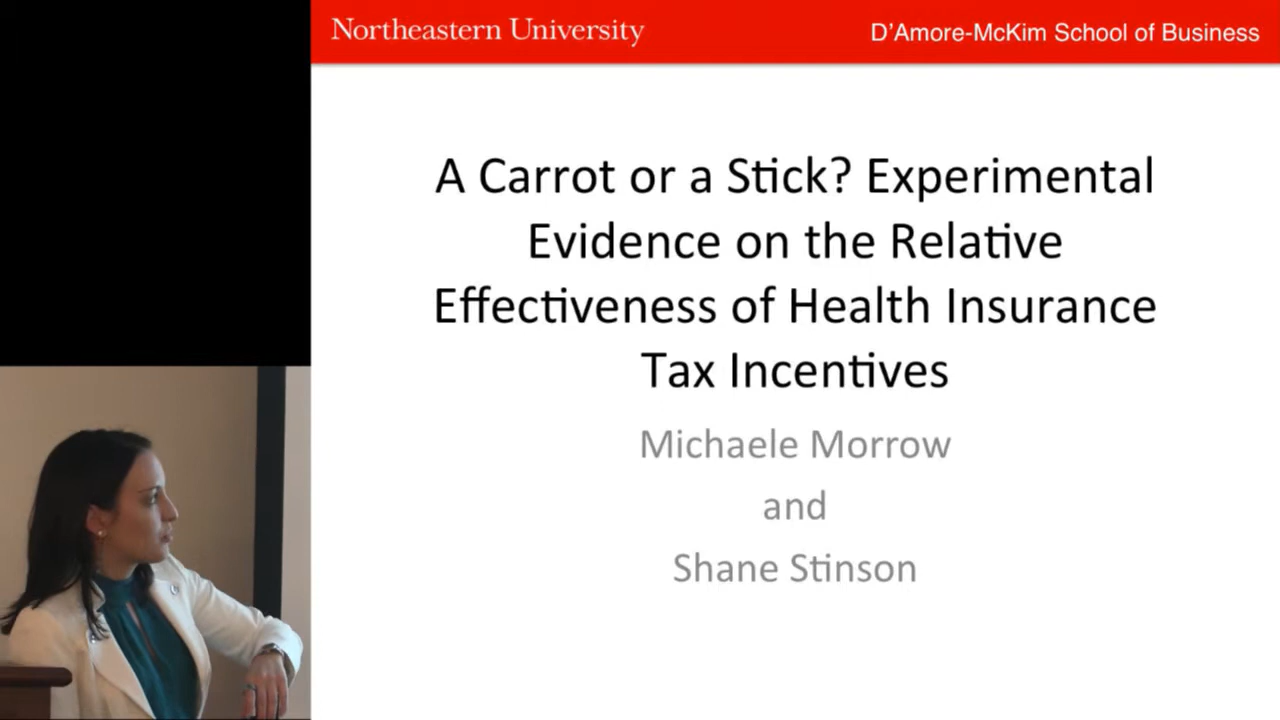 Northeastern University
D'Amore-McKim School of Business
A Carrot or a Stick? Experimental
Evidence on the Relative
Effectiveness of Health Insurance
Tax Incentives
Michaele Morrow
and
Shane Stinson